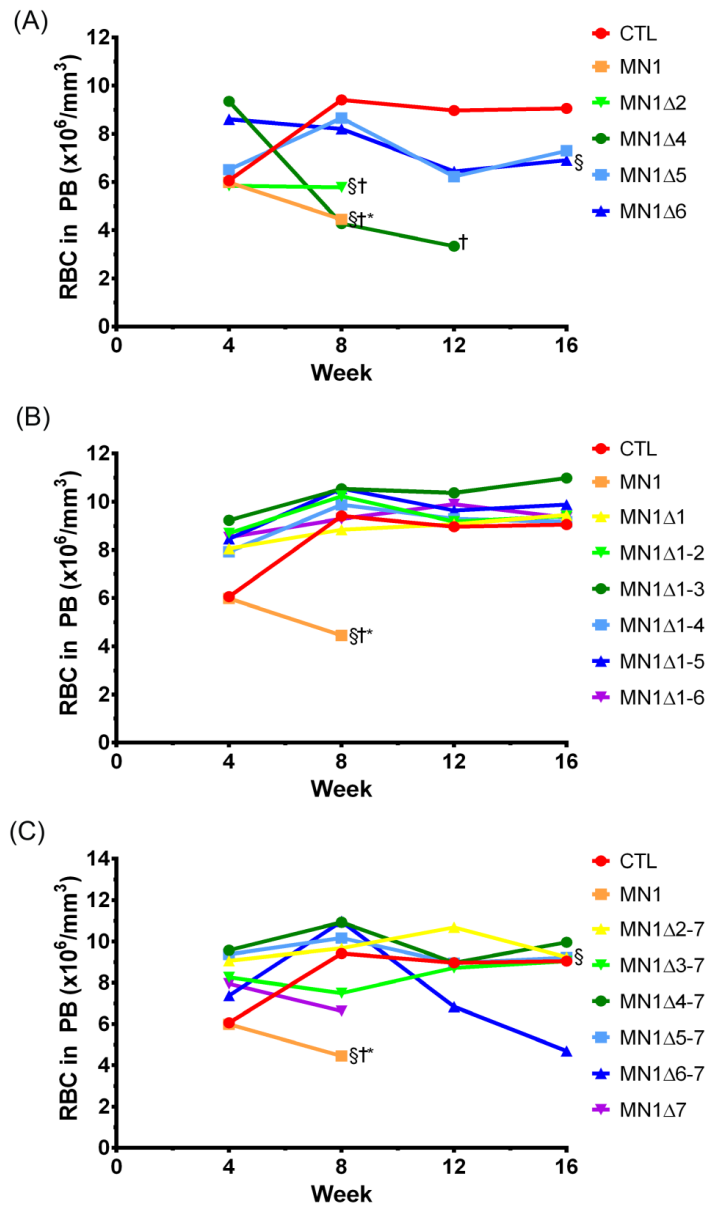 (A)
12
10
8
6
4
2
0
RBC in PB (x10⁶/mm³)
0 4 8 12 16
Week
§†
§†*
†
§
CTL
MN1
MN1Δ2
MN1Δ4
MN1Δ5
MN1Δ6
(B)
12
10
8
6
4
2
0
RBC in PB (x10⁶/mm³)
0 4 8 12 16
Week
§†*
CTL
MN1
MN1Δ1
MN1Δ1-2
MN1Δ1-3
MN1Δ1-4
MN1Δ1-5
MN1Δ1-6
(C)
14
12
10
8
6
4
2
0
RBC in PB (x10⁶/mm³)
0 4 8 12 16
Week
§
§†*
CTL
MN1
MN1Δ2-7
MN1Δ3-7
MN1Δ4-7
MN1Δ5-7
MN1Δ6-7
MN1Δ7